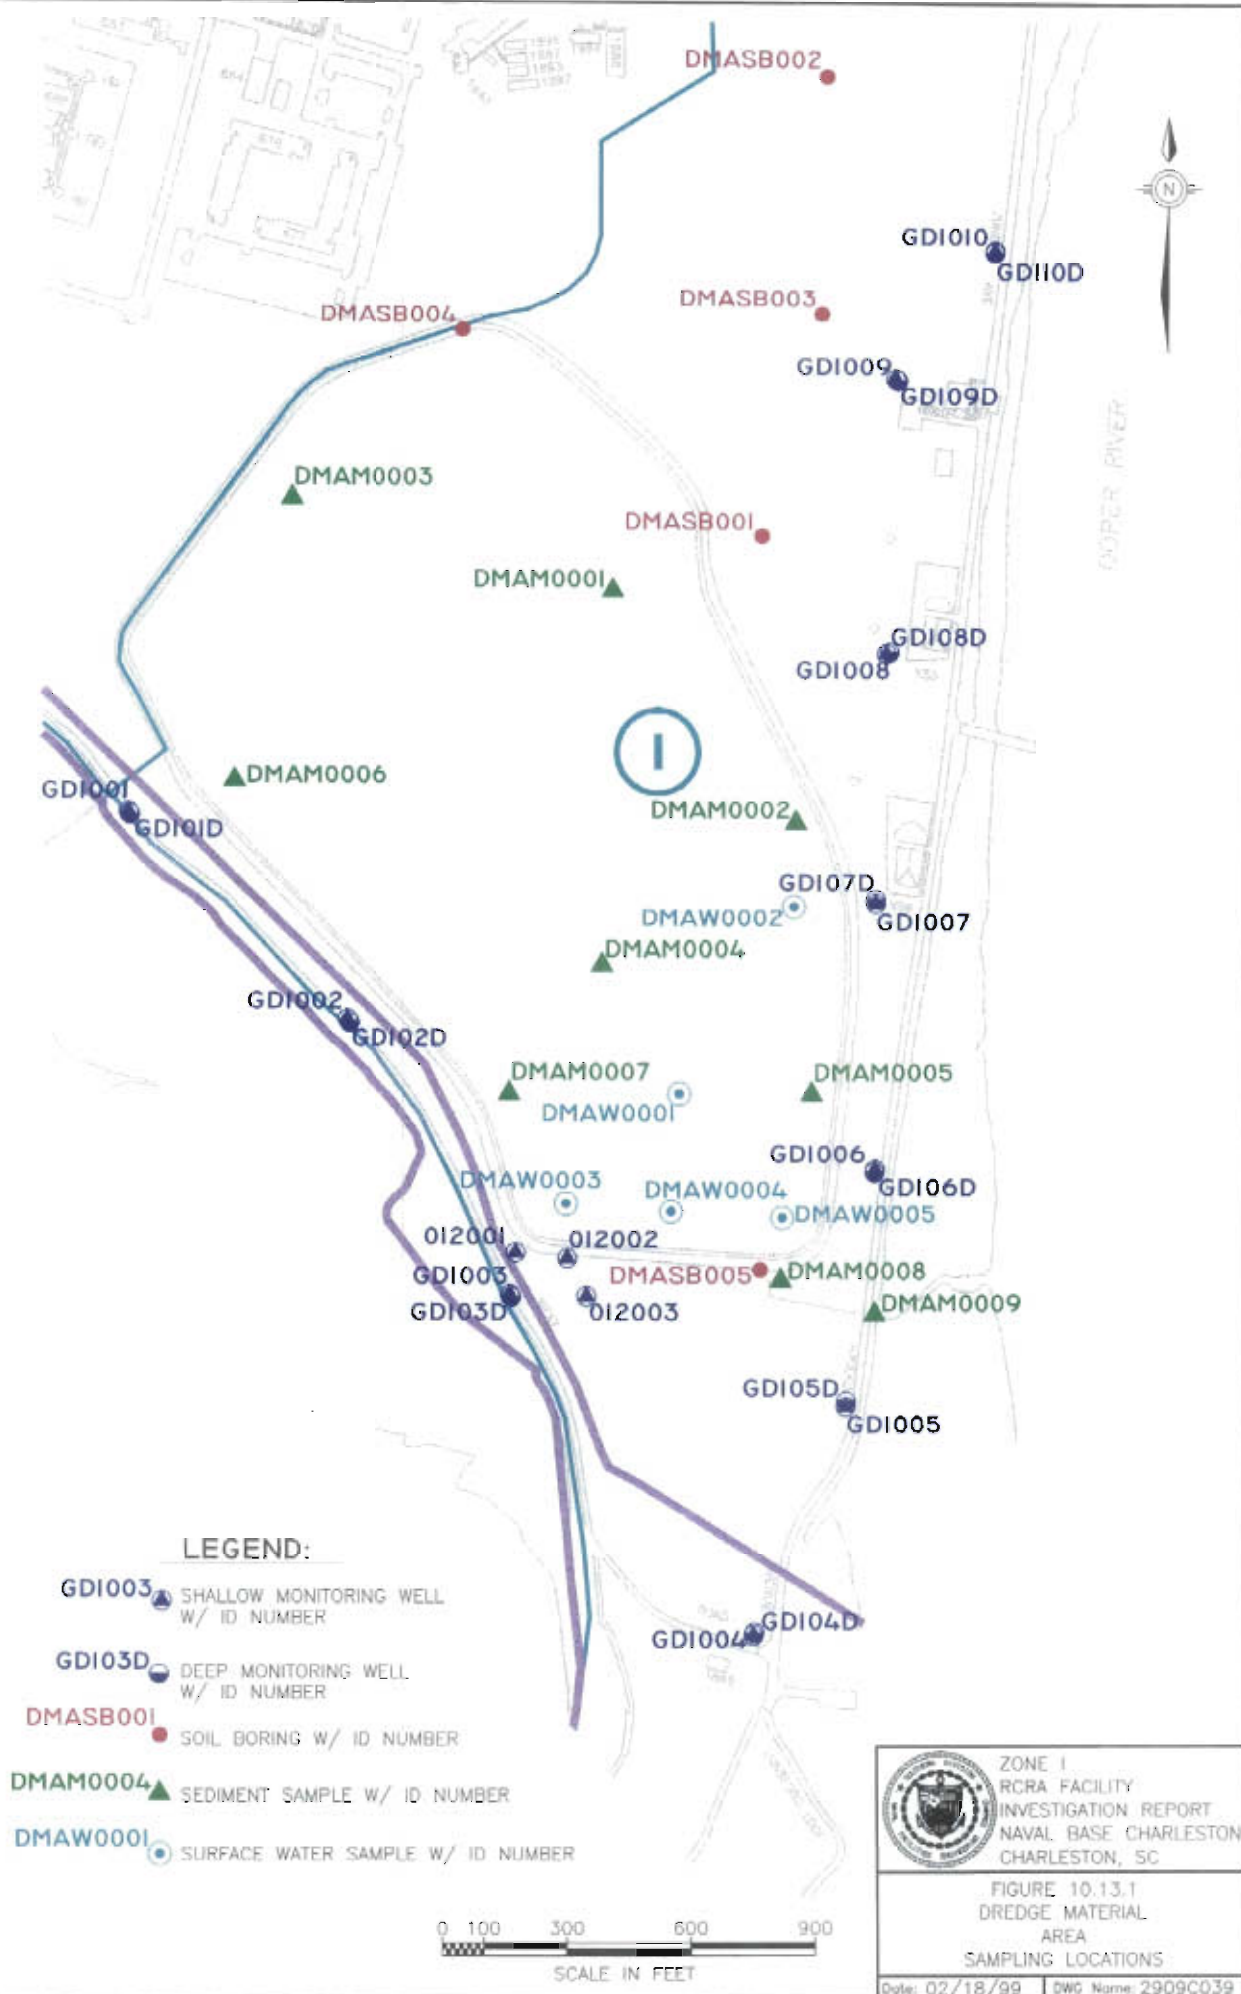 DMASB002
GDI010
GDI10D
DMASB003
DMASB004
GDI009
GDI09D
COOPER RIVER
DMAM0003
DMASB001
DMAM0001
GDI08D
GDI008
I
DMAM0006
GDI001
GDI01D
DMAM0002
GDI07D
DMAW0002
GDI007
DMAM0004
GDI002
GDI02D
DMAM0007
DMAM0005
DMAW0001
GDI006
DMAW0003
DMAW0004
GDI06D
DMAW0005
012001
012002
DMASB005
DMAM0008
GDI003
GDI03D
012003
DMAM0009
GDI05D
GDI005
GDI04D
GDI004
N
LEGEND:
GDI003 SHALLOW MONITORING WELL
W/ ID NUMBER
GDI03D DEEP MONITORING WELL
W/ ID NUMBER
DMASB001 SOIL BORING W/ ID NUMBER
DMAM0004 SEDIMENT SAMPLE W/ ID NUMBER
DMAW0001 SURFACE WATER SAMPLE W/ ID NUMBER
0 100 300 600 900
SCALE IN FEET
ZONE I
RCRA FACILITY
INVESTIGATION REPORT
NAVAL BASE CHARLESTON
CHARLESTON, SC
FIGURE 10.13.1
DREDGE MATERIAL
AREA
SAMPLING LOCATIONS
Date: 02/18/99 DWG Name: 2909C039